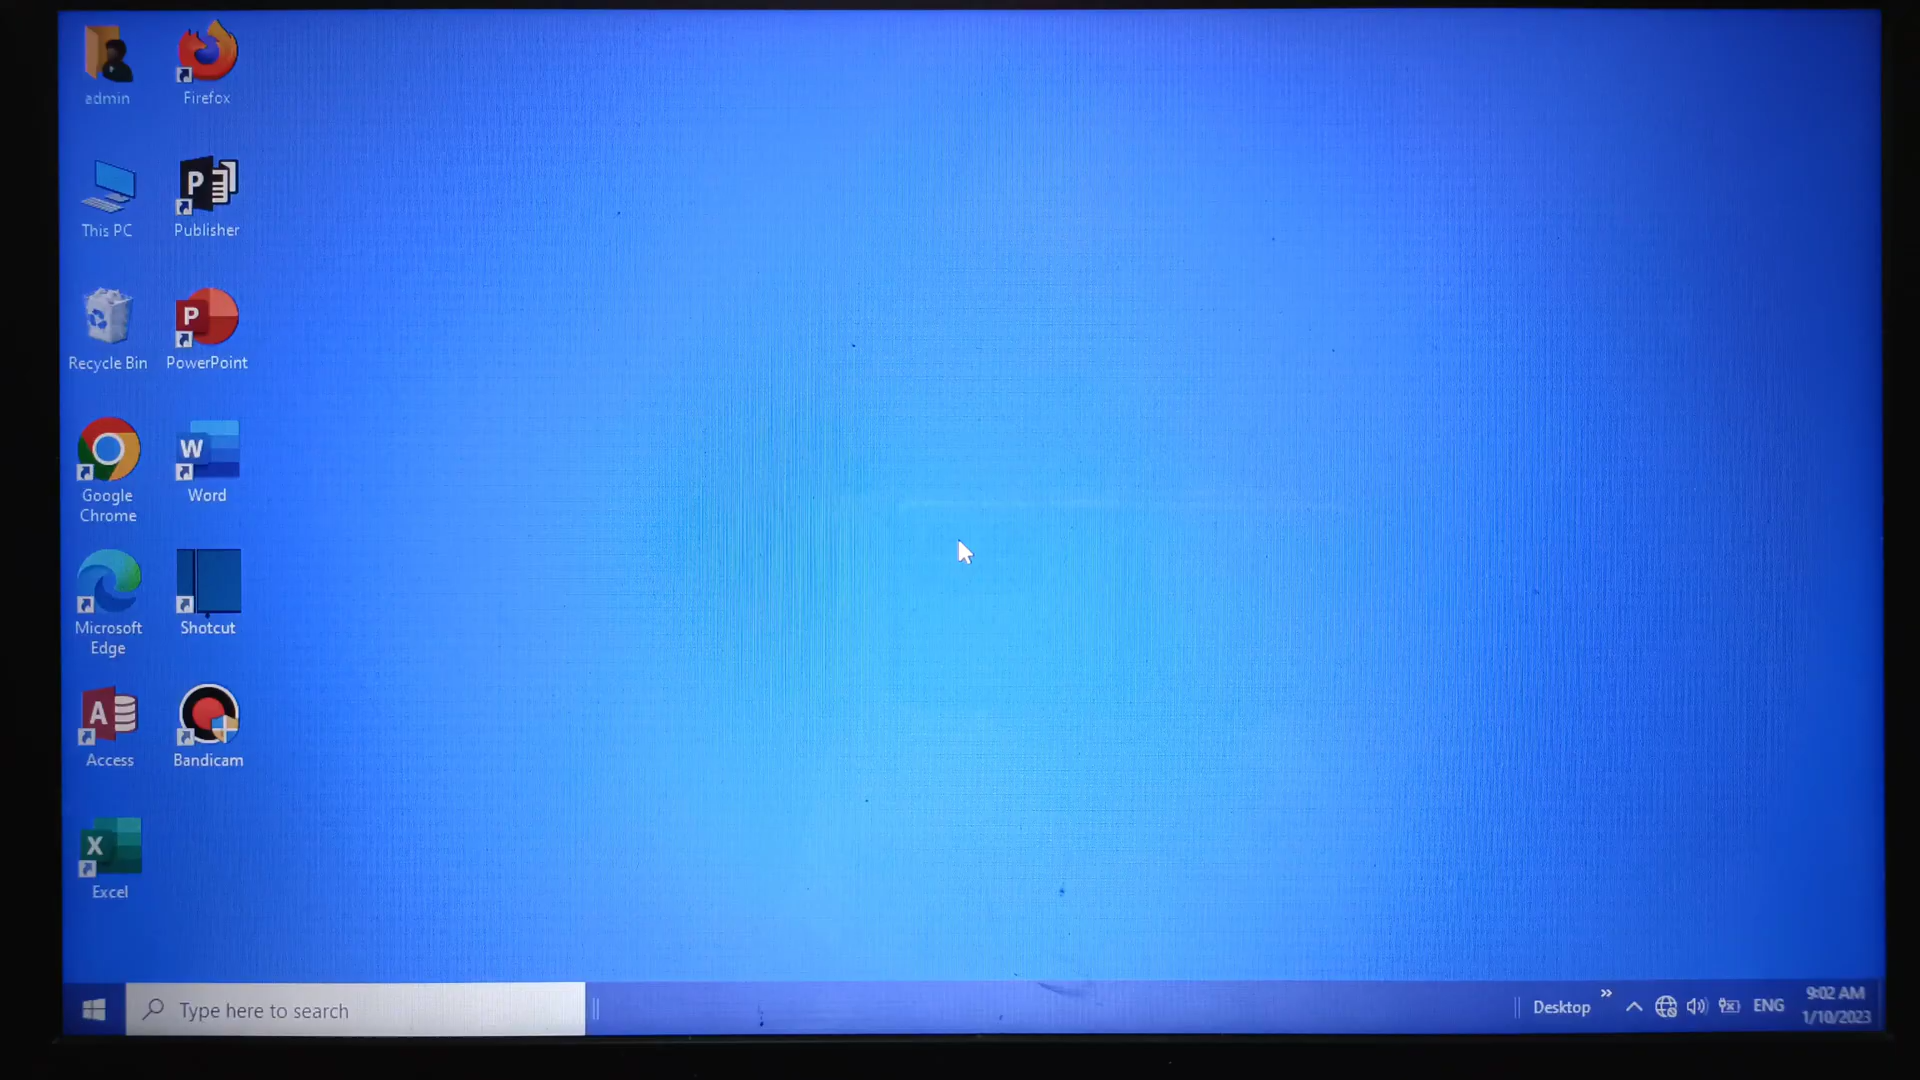 admin
Firefox
This PC
Publisher
Recycle Bin
PowerPoint
Google
Chrome
Word
Microsoft
Edge
Shotcut
Access
Bandicam
Excel
Type here to search
Desktop
ENG
9:02 AM
1/10/2023